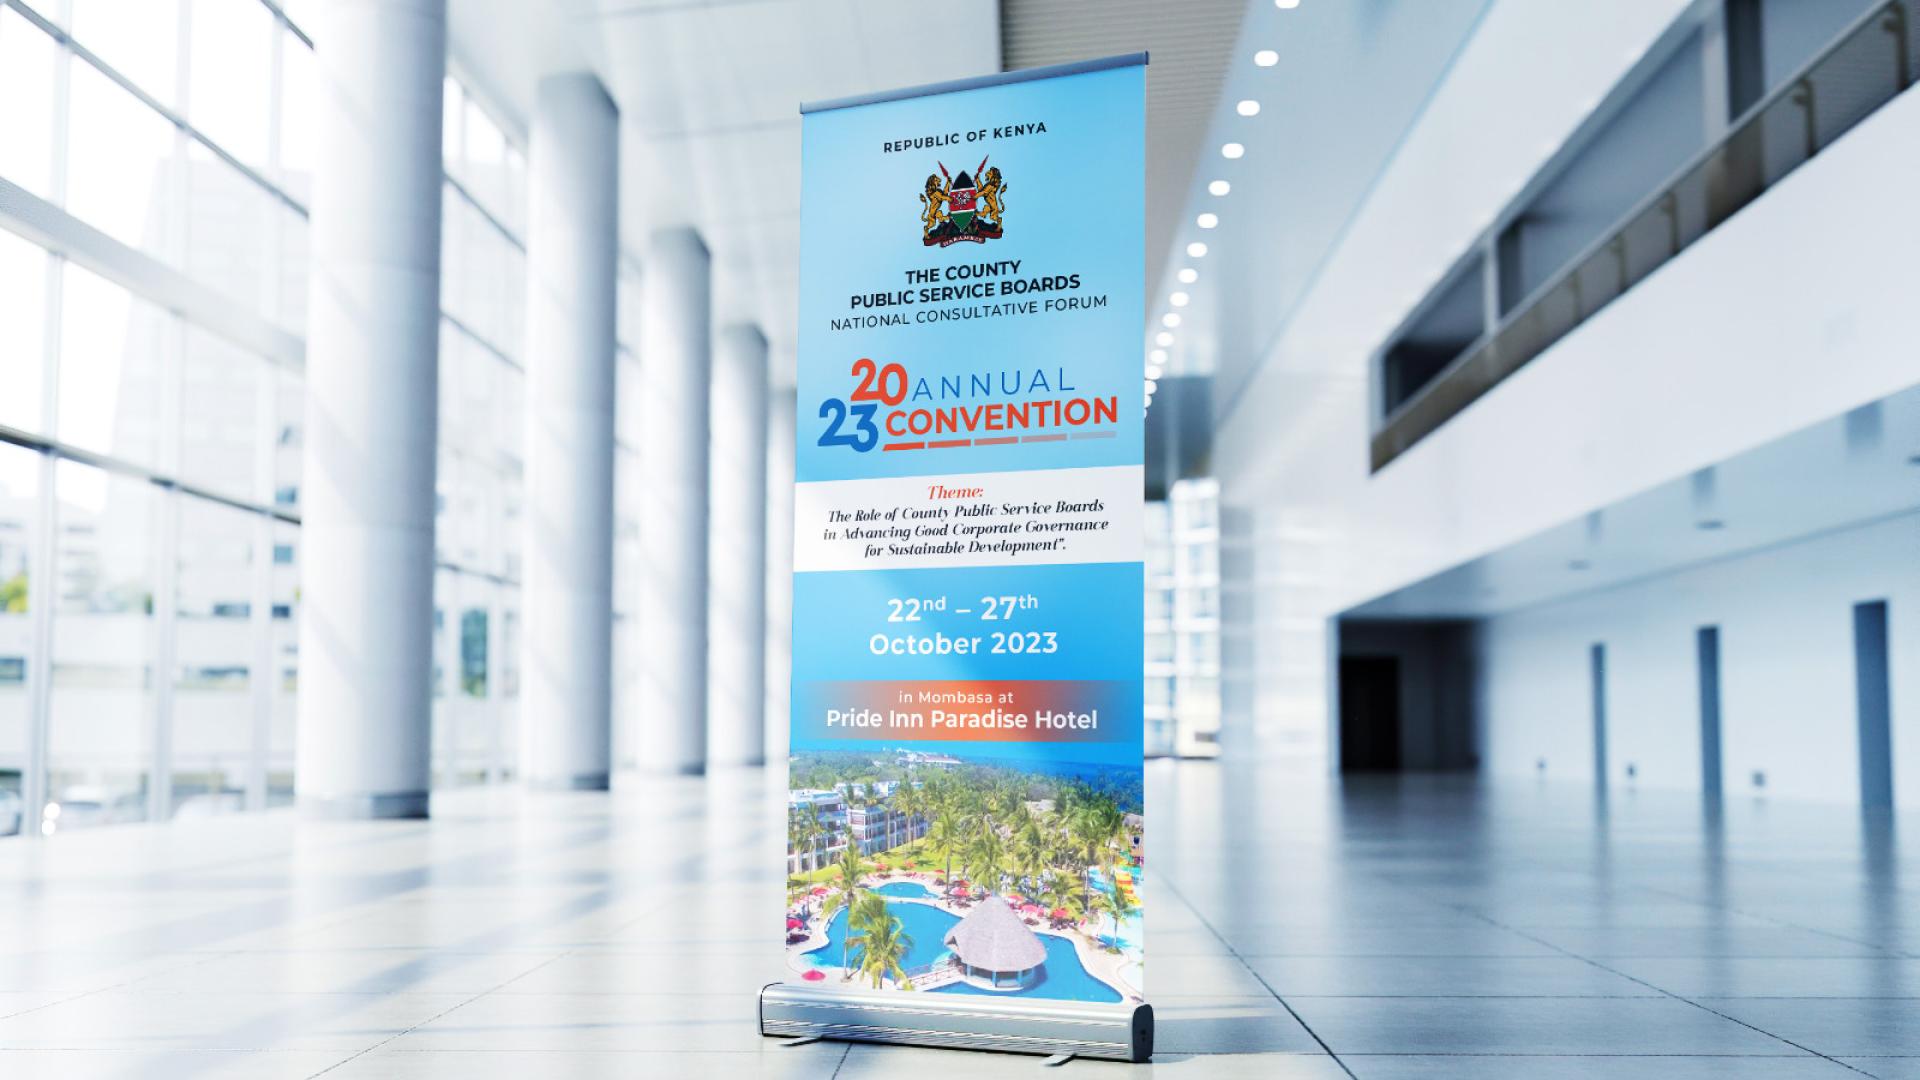 REPUBLIC OF KENYA
HARAMBEE
THE COUNTY
PUBLIC SERVICE BOARDS
NATIONAL CONSULTATIVE FORUM
2023 ANNUAL
CONVENTION
Theme:
The Role of County Public Service Boards
in Advancing Good Corporate Governance
for Sustainable Development".
22nd – 27th
October 2023
in Mombasa at
Pride Inn Paradise Hotel